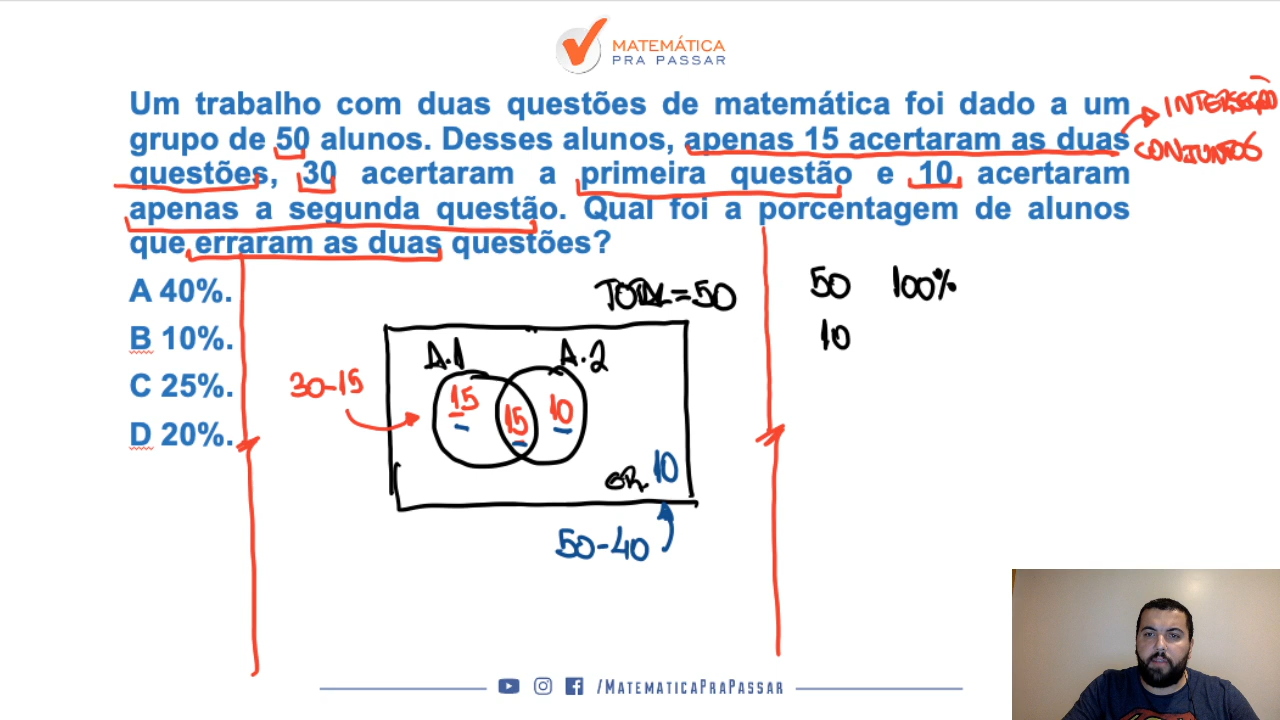 MATEMÁTICA
PRA PASSAR
Um trabalho com duas questões de matemática foi dado a um
grupo de 50 alunos. Desses alunos, apenas 15 acertaram as duas
questões, 30 acertaram a primeira questão e 10 acertaram
apenas a segunda questão. Qual foi a porcentagem de alunos
que erraram as duas questões?
INTERSEÇÃO
CONJUNTOS
A 40%.
B 10%.
C 25%.
D 20%.
TOTAL=50
A.1
A.2
30-15
15
15
10
10
50-40
50 100%
10
/MATEMATICAPRAPASSAR